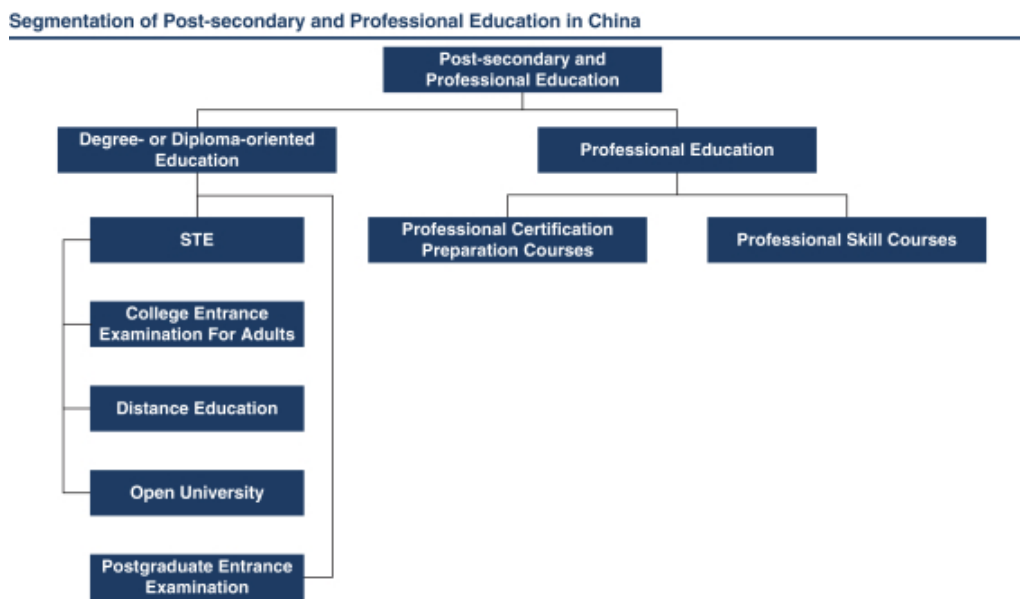 Segmentation of Post-secondary and Professional Education in China
Post-secondary and
Professional Education
Degree- or Diploma-oriented
Education
Professional Education
STE
Professional Certification
Preparation Courses
Professional Skill Courses
College Entrance
Examination For Adults
Distance Education
Open University
Postgraduate Entrance
Examination